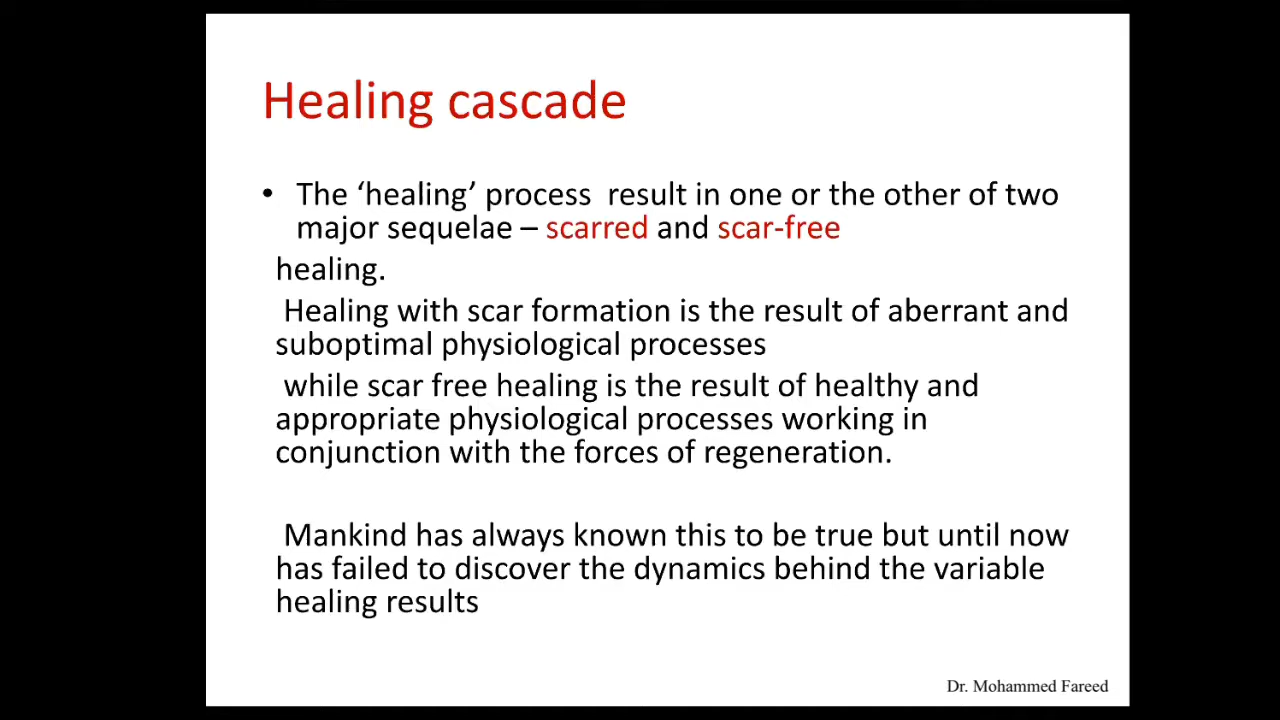 Healing cascade
• The ‘healing’ process  result in one or the other of two
major sequelae – scarred and scar-free
healing.
Healing with scar formation is the result of aberrant and
suboptimal physiological processes
while scar free healing is the result of healthy and
appropriate physiological processes working in
conjunction with the forces of regeneration.
Mankind has always known this to be true but until now
has failed to discover the dynamics behind the variable
healing results
Dr. Mohammed Fareed